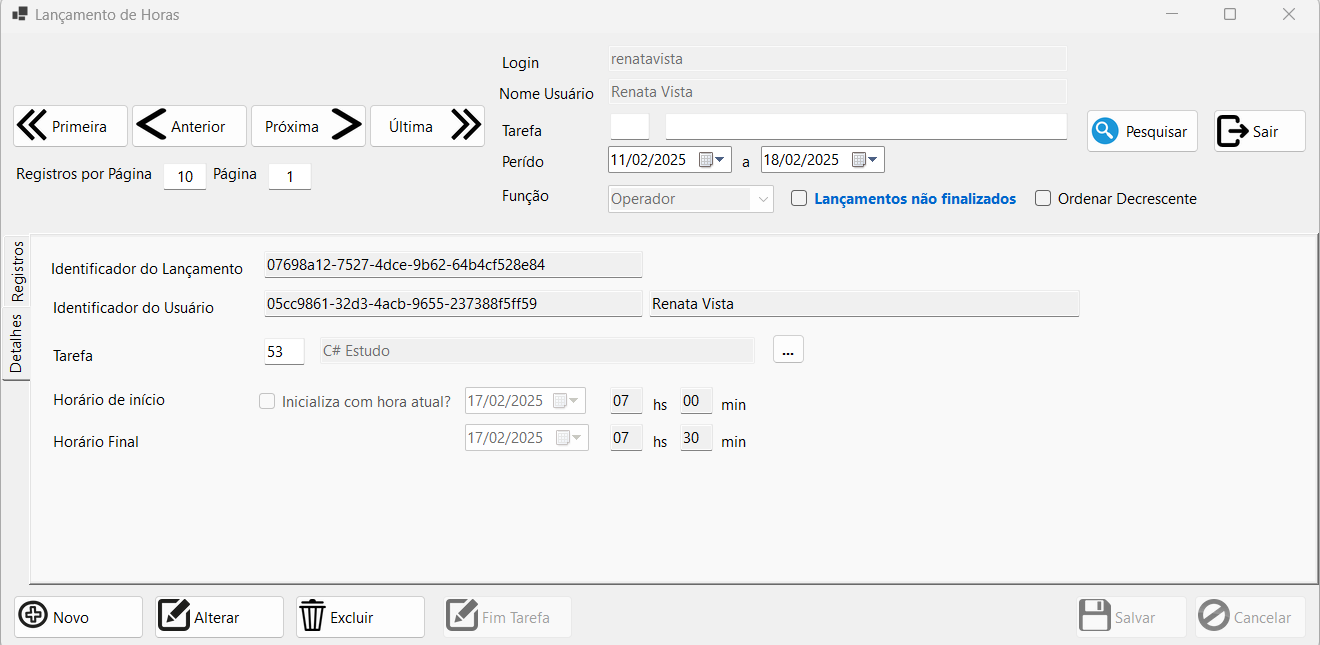 Lançamento de Horas
Login renatavista
Nome Usuário Renata Vista
Primeira Anterior Próxima Última
Tarefa
Pesquisar Sair
Perído 11/02/2025 a 18/02/2025
Registros por Página 10 Página 1
Função Operador Lançamentos não finalizados Ordenar Decrescente
Registros
Detalhes
Identificador do Lançamento 07698a12-7527-4dce-9b62-64b4cf528e84
Identificador do Usuário 05cc9861-32d3-4acb-9655-237388f5ff59 Renata Vista
Tarefa 53 C# Estudo ...
Horário de início Inicializa com hora atual? 17/02/2025 07 hs 00 min
Horário Final 17/02/2025 07 hs 30 min
Novo Alterar Excluir Fim Tarefa Salvar Cancelar